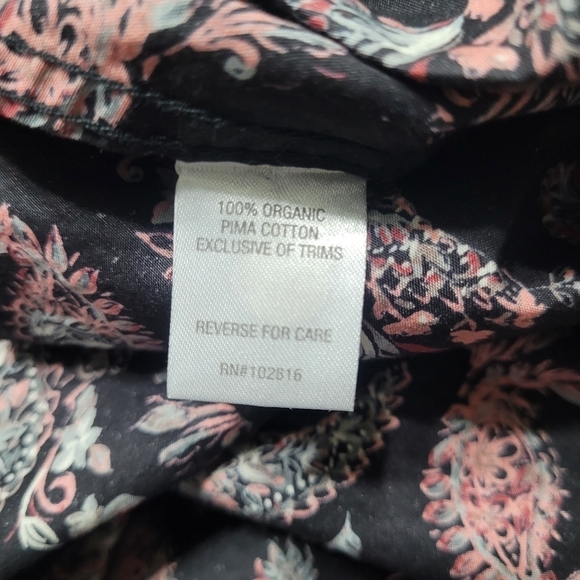 100% ORGANIC
PIMA COTTON
EXCLUSIVE OF TRIMS
REVERSE FOR CARE
RN#102616